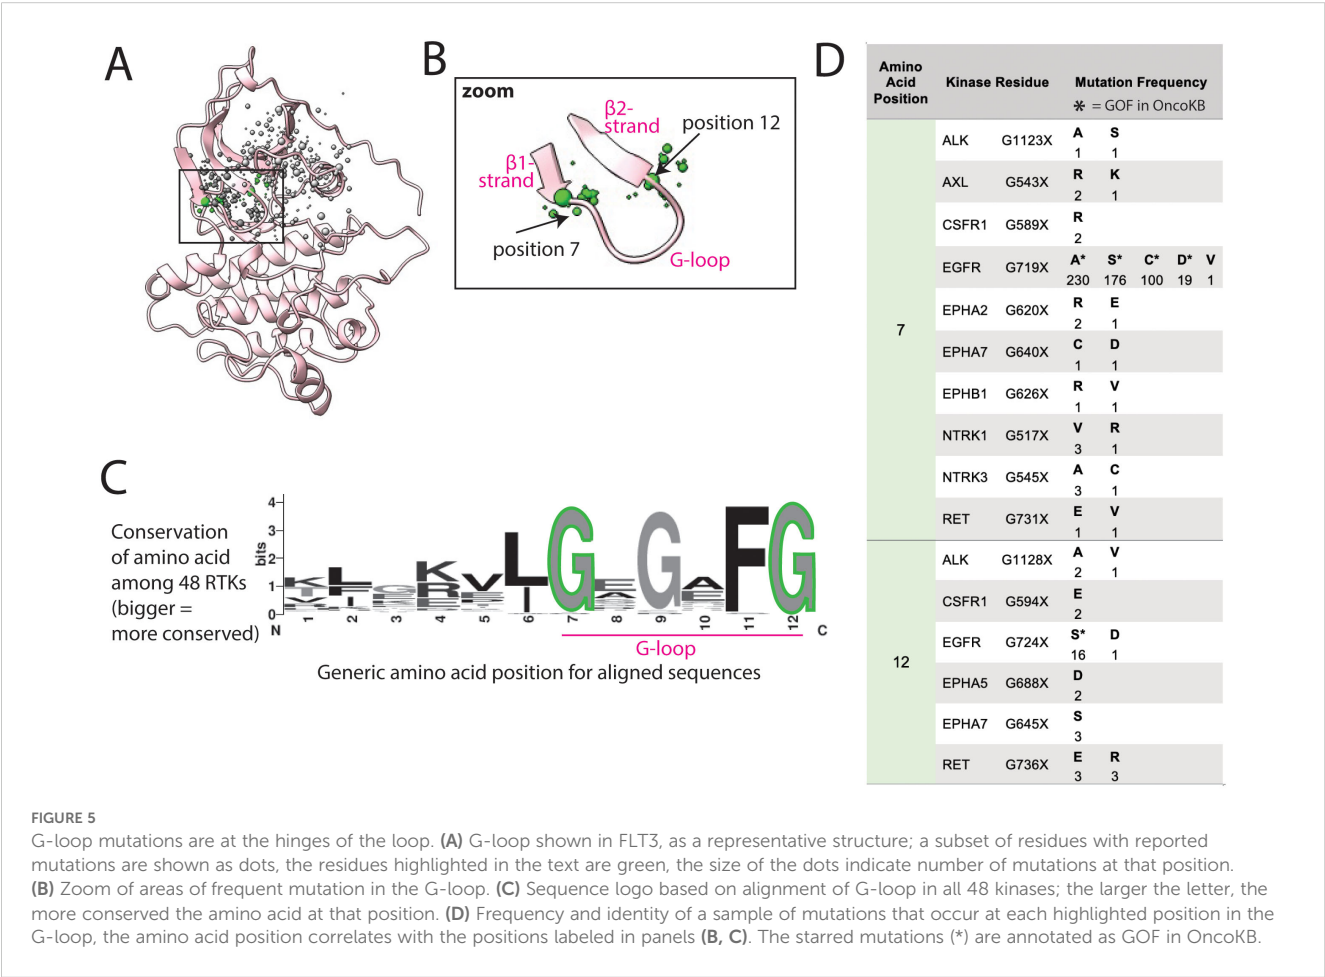 A
B
zoom
β2-
strand
position 12
β1-
strand
position 7
G-loop
C
Conservation
of amino acid
among 48 RTKs
(bigger =
more conserved)
bits
4
3
2
1
0
N
1 2 3 4 5 6 7 8 9 10 11 12
C
L G G F G
G-loop
Generic amino acid position for aligned sequences
D
Amino Acid Position Kinase Residue Mutation Frequency
* = GOF in OncoKB
7
ALK G1123X A S
1 1
AXL G543X R K
2 1
CSFR1 G589X R
2
EGFR G719X A* S* C* D* V
230 176 100 19 1
EPHA2 G620X R E
2 1
EPHA7 G640X C D
1 1
EPHB1 G626X R V
1 1
NTRK1 G517X V R
3 1
NTRK3 G545X A C
3 1
RET G731X E V
1 1
12
ALK G1128X A V
2 1
CSFR1 G594X E
2
EGFR G724X S* D
16 1
EPHA5 G688X D
2
EPHA7 G645X S
3
RET G736X E R
3 3
FIGURE 5
G-loop mutations are at the hinges of the loop. (A) G-loop shown in FLT3, as a representative structure; a subset of residues with reported
mutations are shown as dots, the residues highlighted in the text are green, the size of the dots indicate number of mutations at that position.
(B) Zoom of areas of frequent mutation in the G-loop. (C) Sequence logo based on alignment of G-loop in all 48 kinases; the larger the letter, the
more conserved the amino acid at that position. (D) Frequency and identity of a sample of mutations that occur at each highlighted position in the
G-loop, the amino acid position correlates with the positions labeled in panels (B, C). The starred mutations (*) are annotated as GOF in OncoKB.